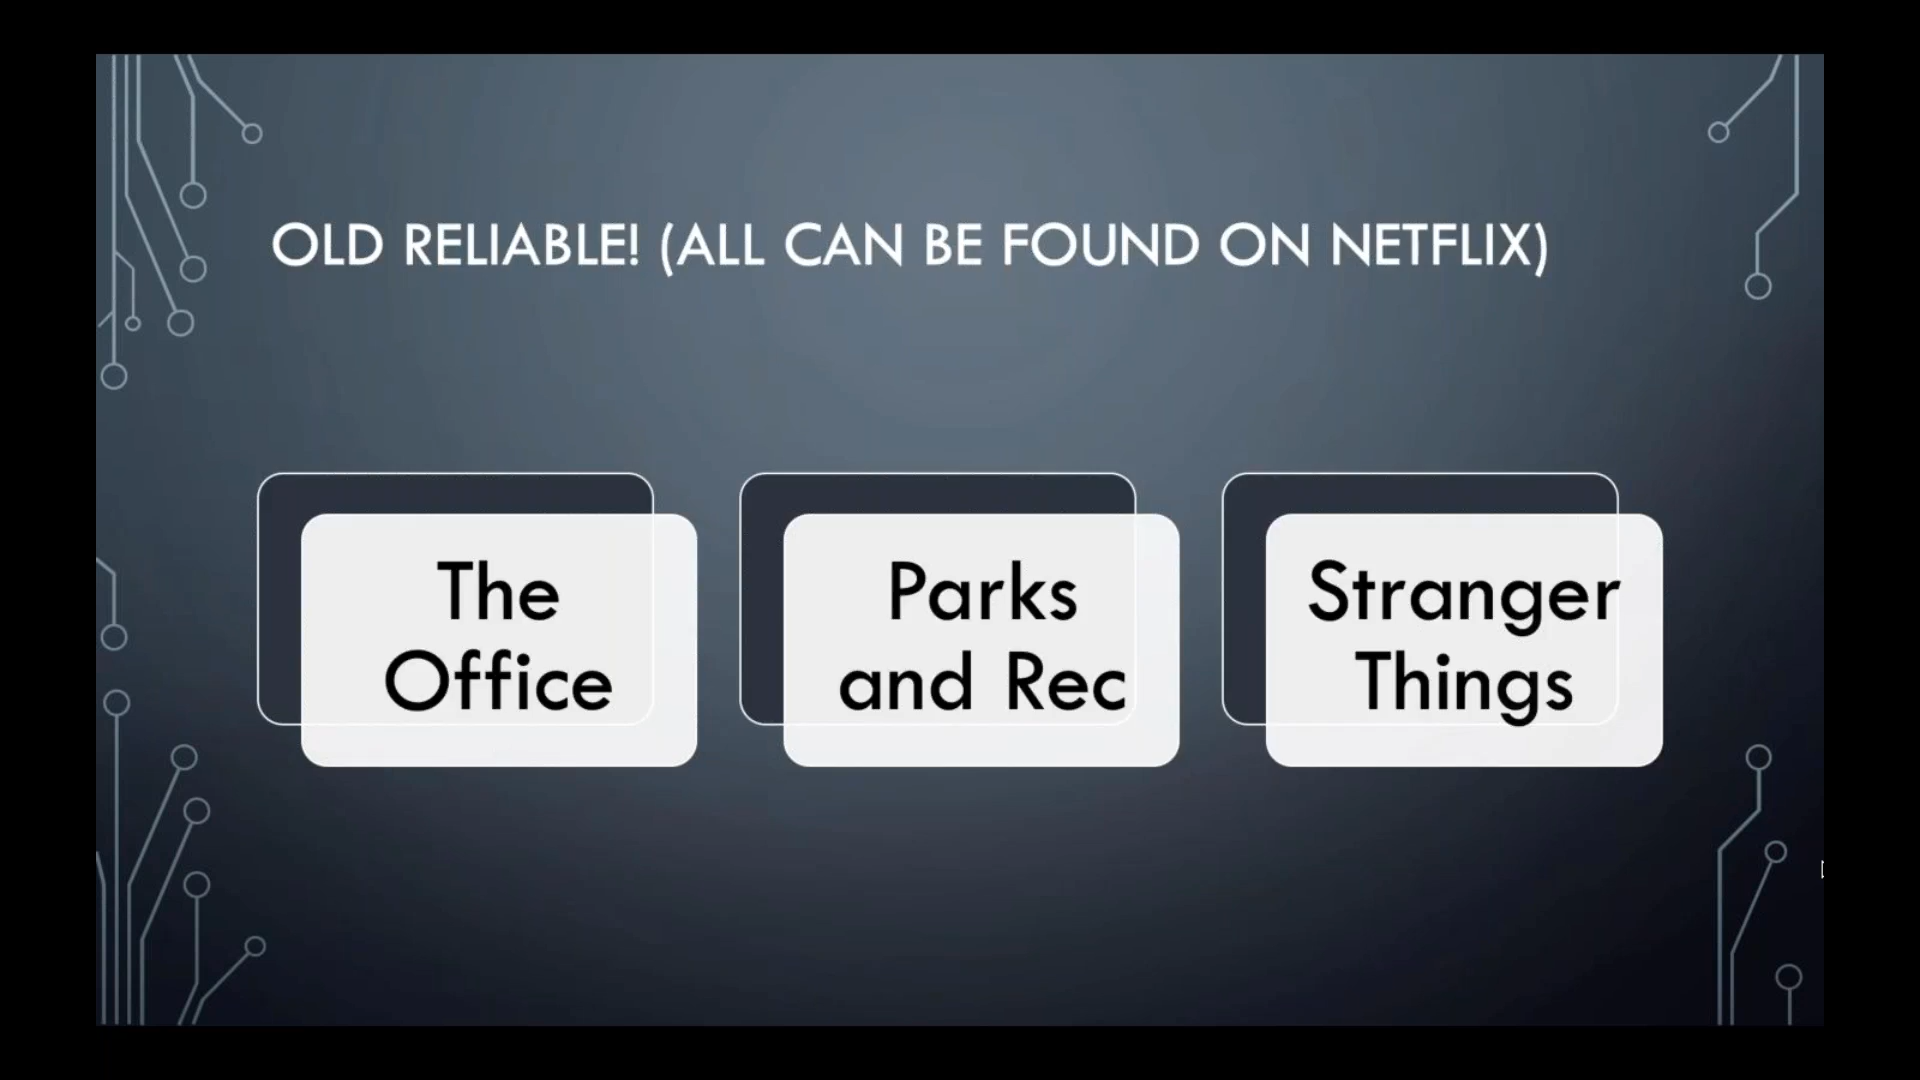 OLD RELIABLE! (ALL CAN BE FOUND ON NETFLIX)
The
Office
Parks
and Rec
Stranger
Things